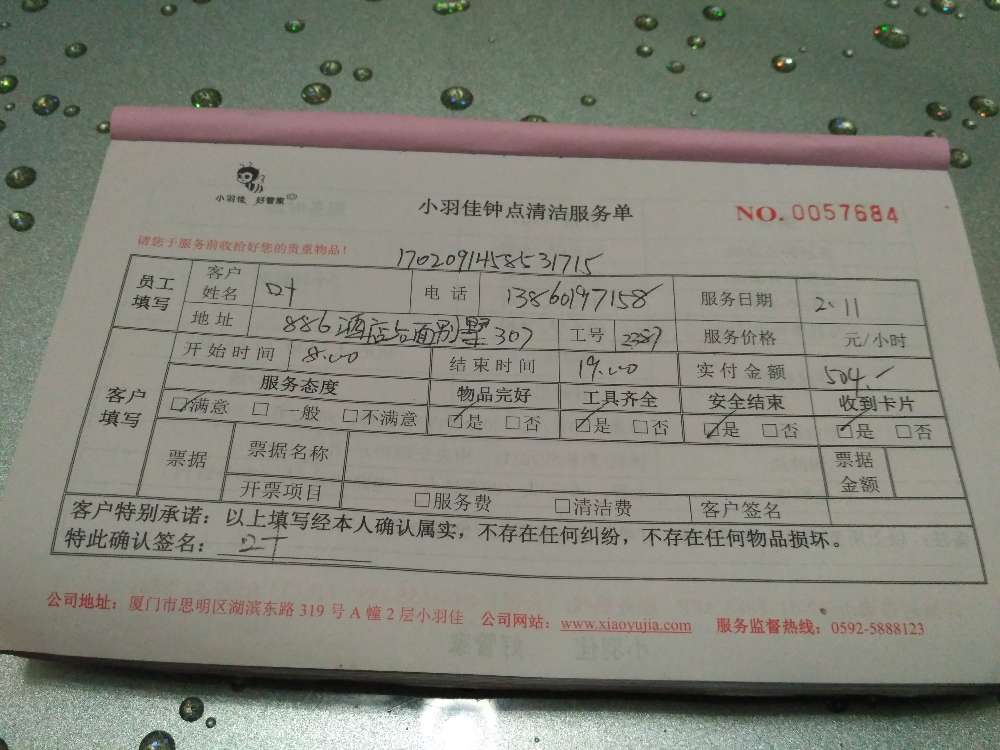 小羽佳 好管家
小羽佳钟点清洁服务单
NO. 0057684
请您于服务前收拾好您的贵重物品！
1702091458531715
员工填写 客户姓名 叶 电话 13860197158 服务日期 2.11
地址 886酒店后面别墅307 工号 2387 服务价格 元/小时
客户填写 开始时间 8.00 结束时间 19.00 实付金额 504.-
服务态度 物品完好 工具齐全 安全结束 收到卡片
☑满意 □一般 □不满意 ☑是 □否 ☑是 □否 ☑是 □否 ☑是 □否
票据 票据名称 票据金额
开票项目 □服务费 □清洁费 客户签名
客户特别承诺：以上填写经本人确认属实，不存在任何纠纷，不存在任何物品损坏。
特此确认签名：叶
公司地址：厦门市思明区湖滨东路 319 号 A 幢 2 层小羽佳 公司网站：www.xiaoyujia.com 服务监督热线：0592-5888123